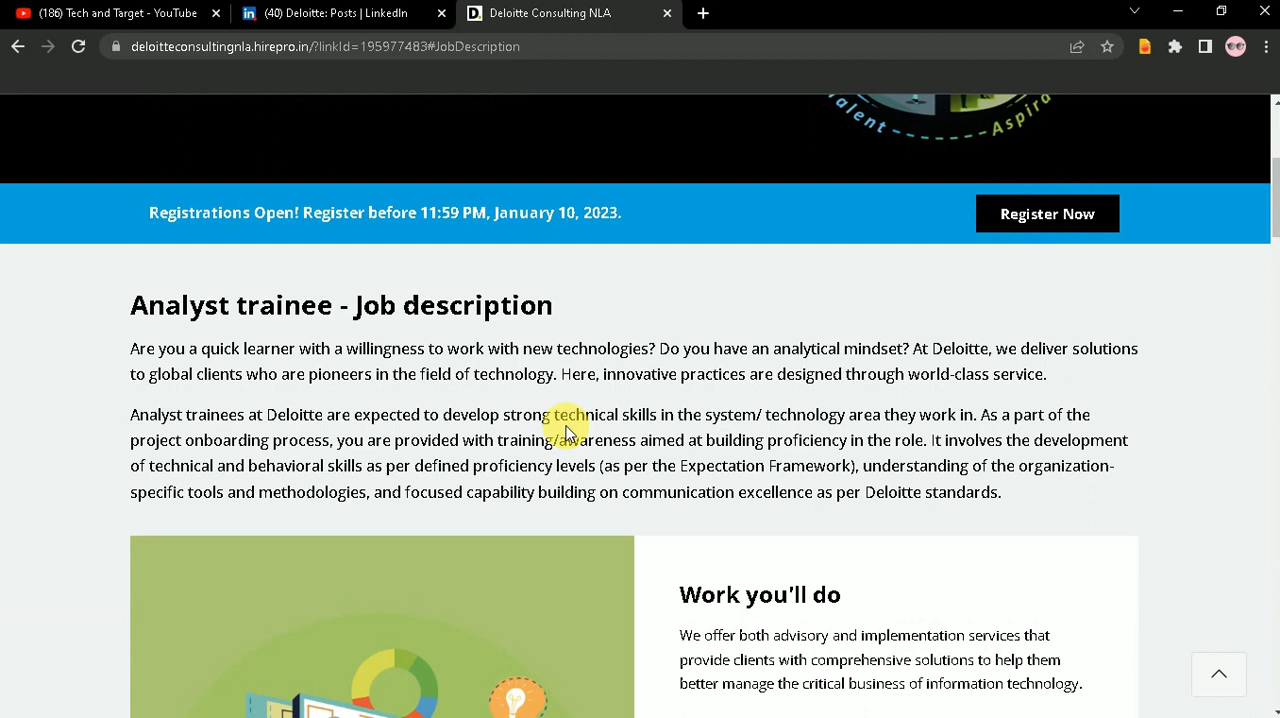 (186) Tech and Target - YouTube
(40) Deloitte: Posts | LinkedIn
Deloitte Consulting NLA
deloitteconsultingnla.hirepro.in/?linkId=195977483#JobDescription
Talent
Aspira
Registrations Open! Register before 11:59 PM, January 10, 2023.
Register Now
Analyst trainee - Job description
Are you a quick learner with a willingness to work with new technologies? Do you have an analytical mindset? At Deloitte, we deliver solutions
to global clients who are pioneers in the field of technology. Here, innovative practices are designed through world-class service.
Analyst trainees at Deloitte are expected to develop strong technical skills in the system/ technology area they work in. As a part of the
project onboarding process, you are provided with training/awareness aimed at building proficiency in the role. It involves the development
of technical and behavioral skills as per defined proficiency levels (as per the Expectation Framework), understanding of the organization-
specific tools and methodologies, and focused capability building on communication excellence as per Deloitte standards.
Work you'll do
We offer both advisory and implementation services that
provide clients with comprehensive solutions to help them
better manage the critical business of information technology.